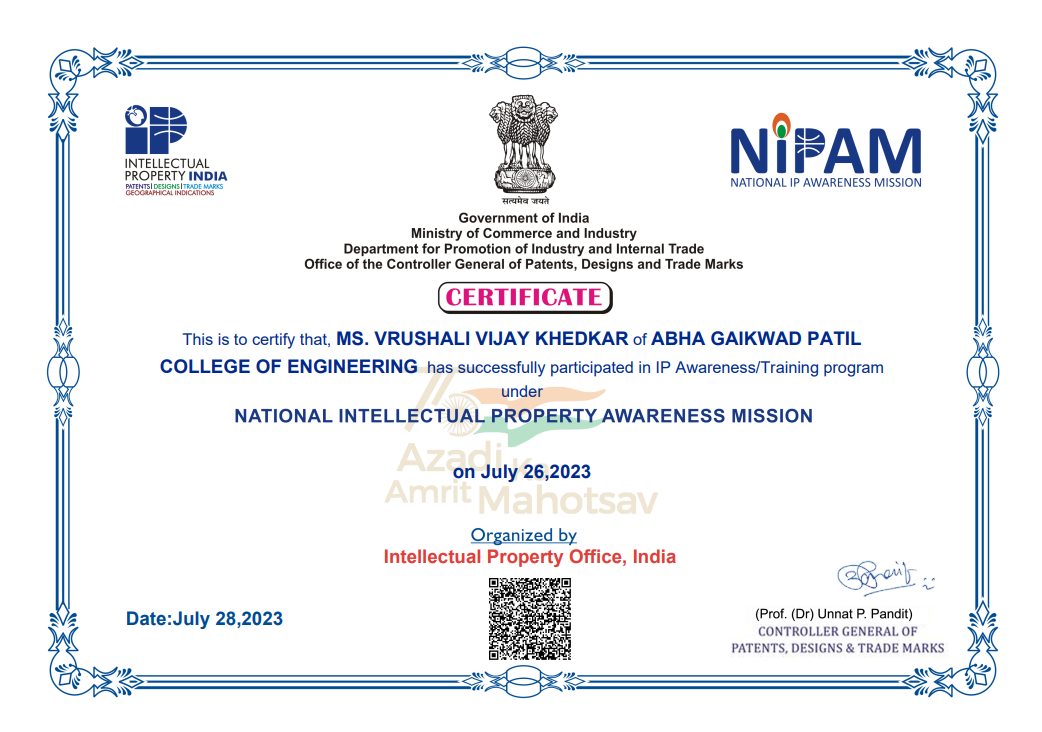 INTELLECTUAL
PROPERTY INDIA
PATENTS | DESIGNS | TRADE MARKS
GEOGRAPHICAL INDICATIONS
सत्यमेव जयते
NiPAM
NATIONAL IP AWARENESS MISSION
Government of India
Ministry of Commerce and Industry
Department for Promotion of Industry and Internal Trade
Office of the Controller General of Patents, Designs and Trade Marks
CERTIFICATE
This is to certify that, MS. VRUSHALI VIJAY KHEDKAR of ABHA GAIKWAD PATIL
COLLEGE OF ENGINEERING has successfully participated in IP Awareness/Training program
under
NATIONAL INTELLECTUAL PROPERTY AWARENESS MISSION
Azadi Ka
on July 26,2023
Amrit Mahotsav
Organized by
Intellectual Property Office, India
Date:July 28,2023
(Prof. (Dr) Unnat P. Pandit)
CONTROLLER GENERAL OF
PATENTS, DESIGNS & TRADE MARKS